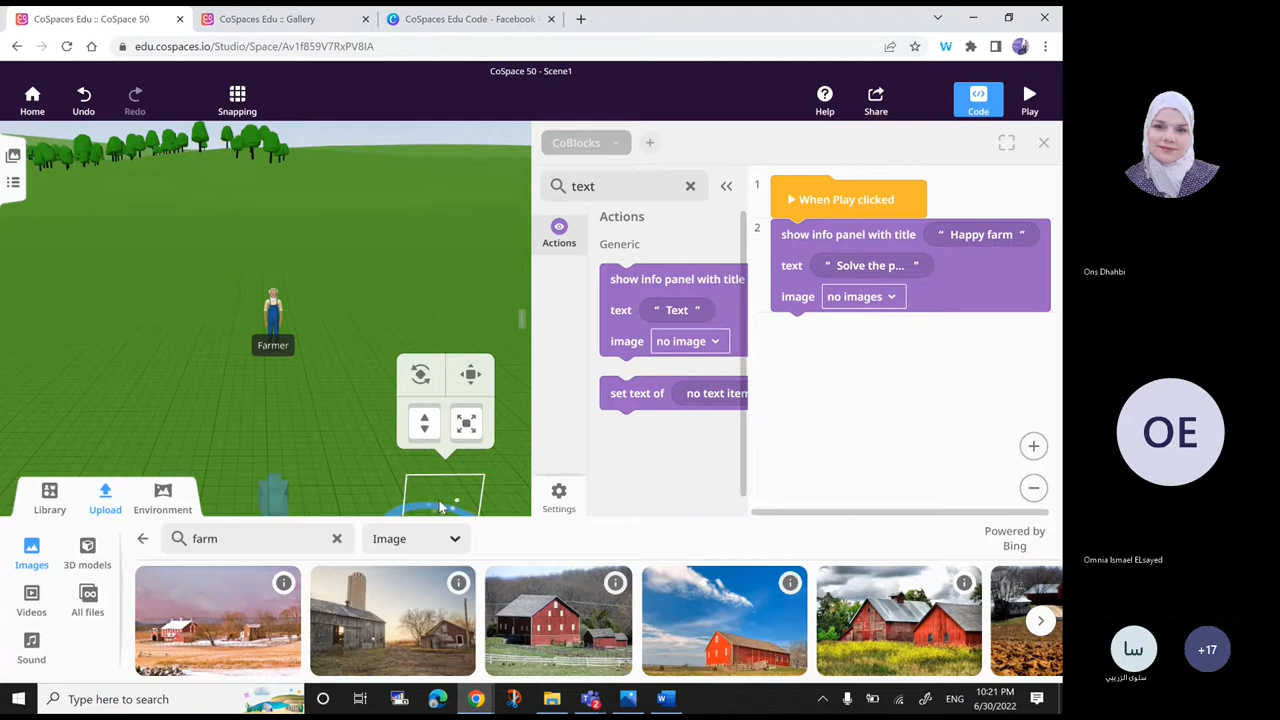 CoSpaces Edu :: CoSpace 50
CoSpaces Edu :: Gallery
CoSpaces Edu Code - Facebook
edu.cospaces.io/Studio/Space/Av1f859V7RxPV8IA
CoSpace 50 - Scene1
Home
Undo
Redo
Snapping
Help
Share
Code
Play
CoBlocks
text
Actions
Actions
Generic
show info panel with title
text “ Text ”
image no image
set text of no text item
Settings
1
When Play clicked
2
show info panel with title “ Happy farm ”
text “ Solve the p... ”
image no images
Farmer
Library
Upload
Environment
farm
Image
Powered by
Bing
Images
3D models
Videos
All files
Sound
Type here to search
ENG
10:21 PM
6/30/2022
Ons Dhahbi
OE
Omnia Ismael ELsayed
سا
سلوى الزريبي
+17